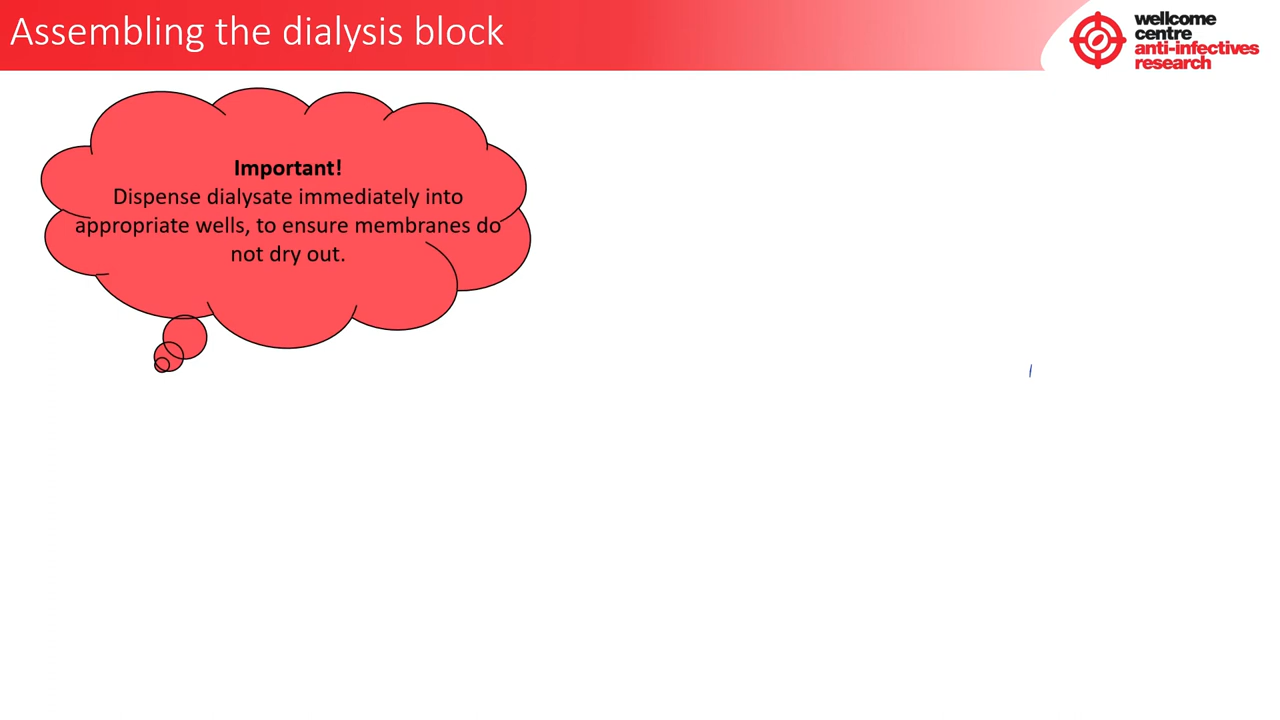 Assembling the dialysis block
wellcome
centre
anti-infectives
research
Important!
Dispense dialysate immediately into
appropriate wells, to ensure membranes do
not dry out.